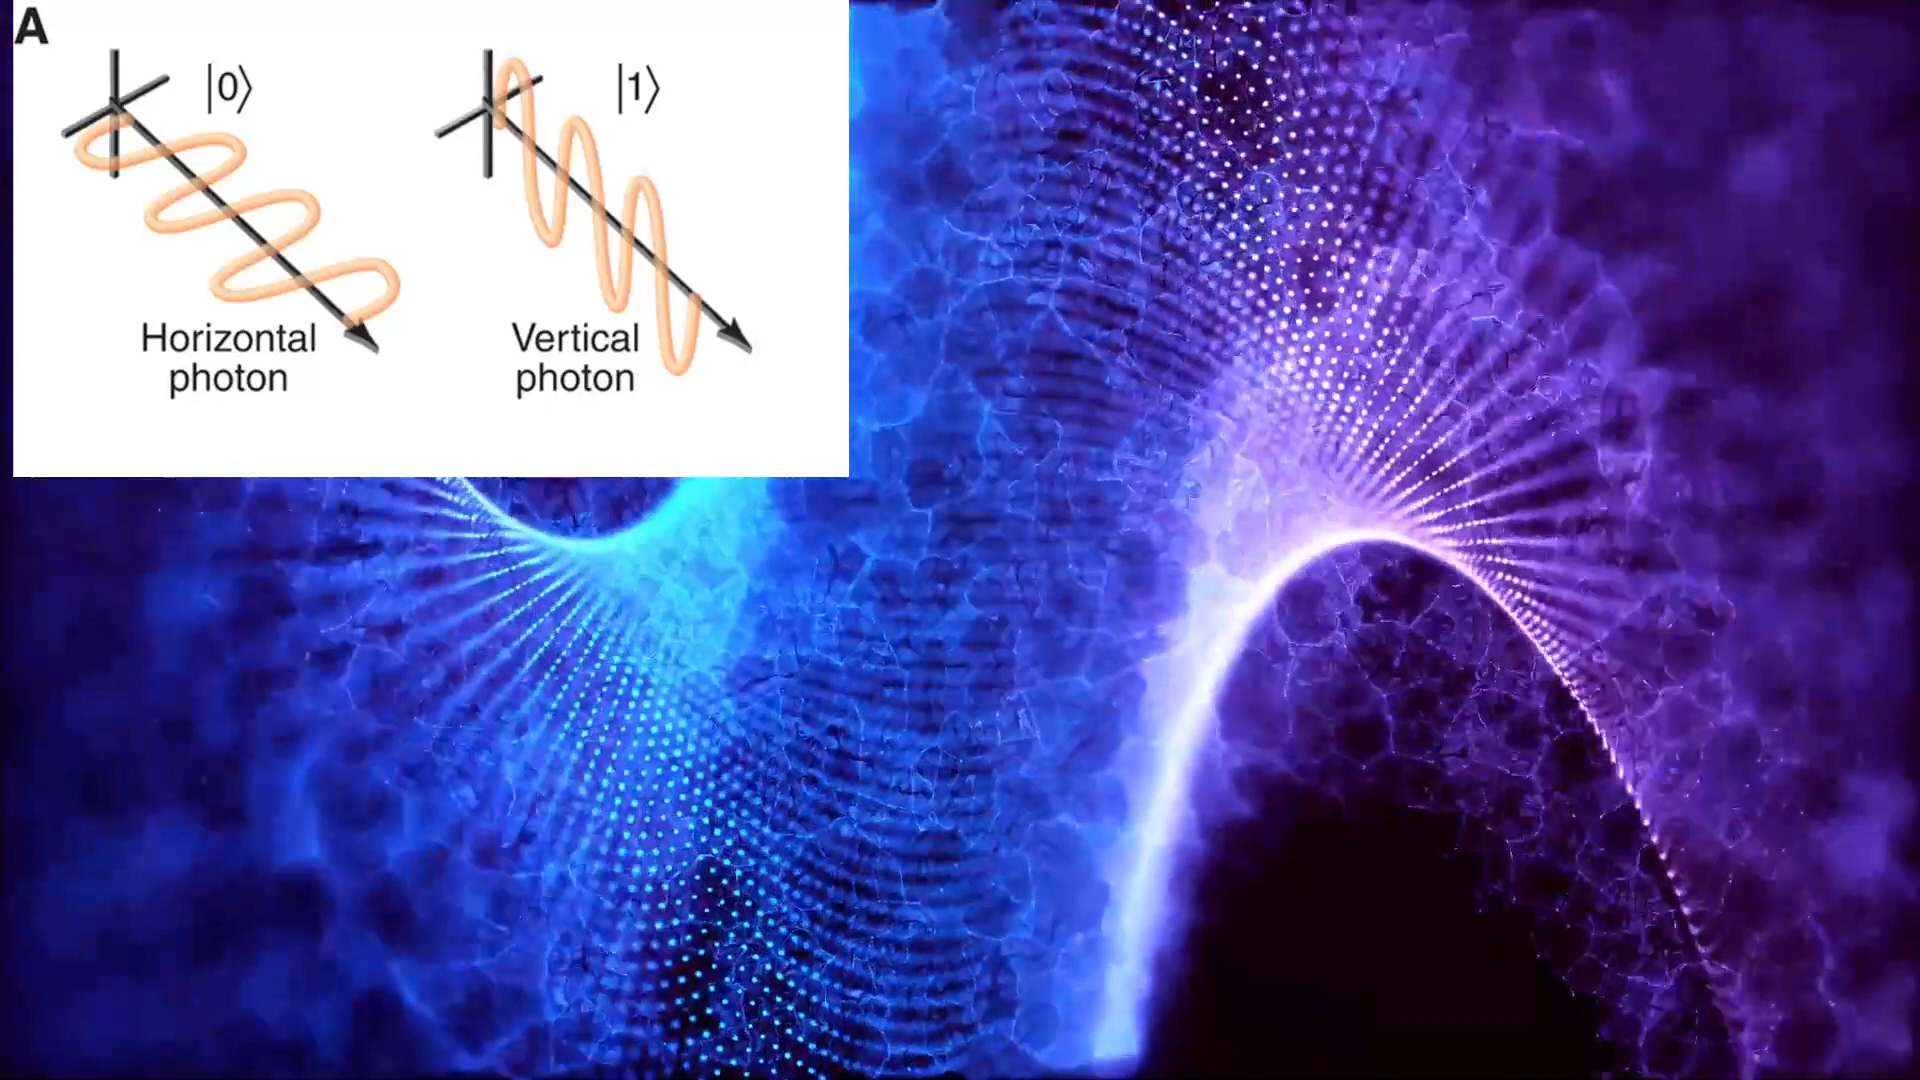 A
|0⟩
|1⟩
Horizontal
photon
Vertical
photon